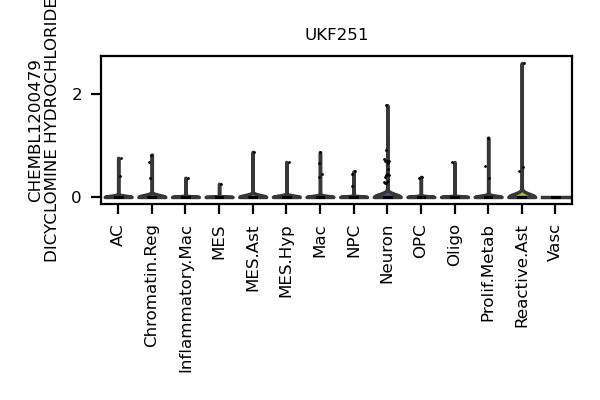 UKF251
CHEMBL1200479
DICYCLOMINE HYDROCHLORIDE
2
0
AC
Chromatin.Reg
Inflammatory.Mac
MES
MES.Ast
MES.Hyp
Mac
NPC
Neuron
OPC
Oligo
Prolif.Metab
Reactive.Ast
Vasc